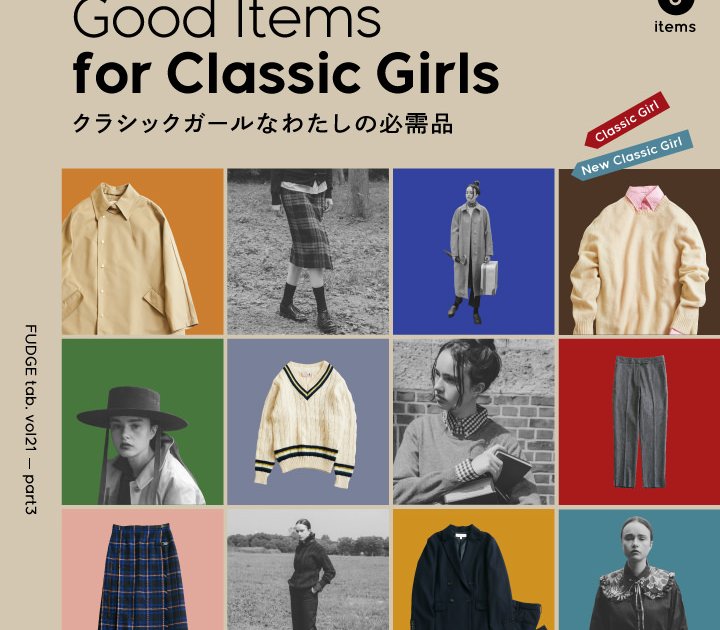 Good Items
for Classic Girls
クラシックガールなわたしの必需品
items
Classic Girl
New Classic Girl
FUDGE tab. vol21 — part3